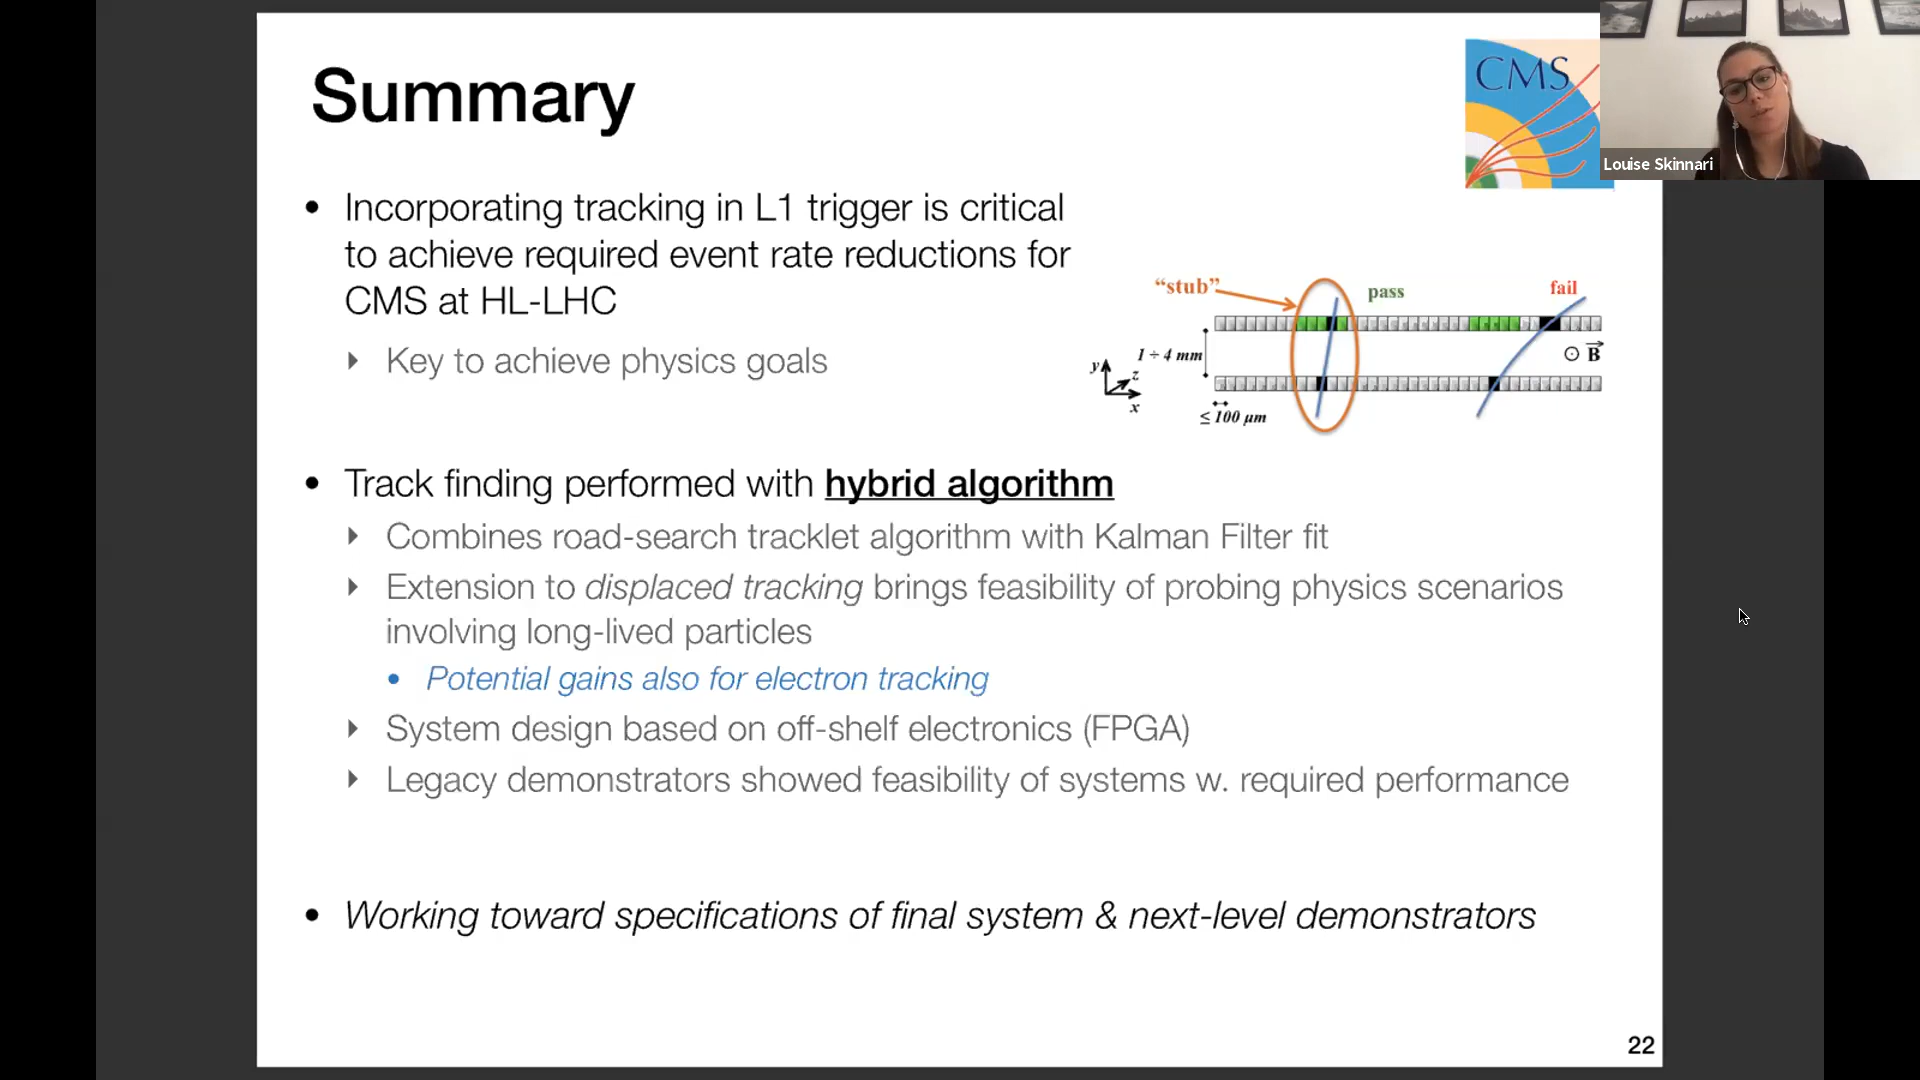 Summary
CMS
Louise Skinnari
• Incorporating tracking in L1 trigger is critical
to achieve required event rate reductions for
CMS at HL-LHC
‣ Key to achieve physics goals
“stub”
pass
fail
1 ÷ 4 mm
B
y
z
x
≤ 100 μm
• Track finding performed with hybrid algorithm
‣ Combines road-search tracklet algorithm with Kalman Filter fit
‣ Extension to displaced tracking brings feasibility of probing physics scenarios
involving long-lived particles
• Potential gains also for electron tracking
‣ System design based on off-shelf electronics (FPGA)
‣ Legacy demonstrators showed feasibility of systems w. required performance
• Working toward specifications of final system & next-level demonstrators
22